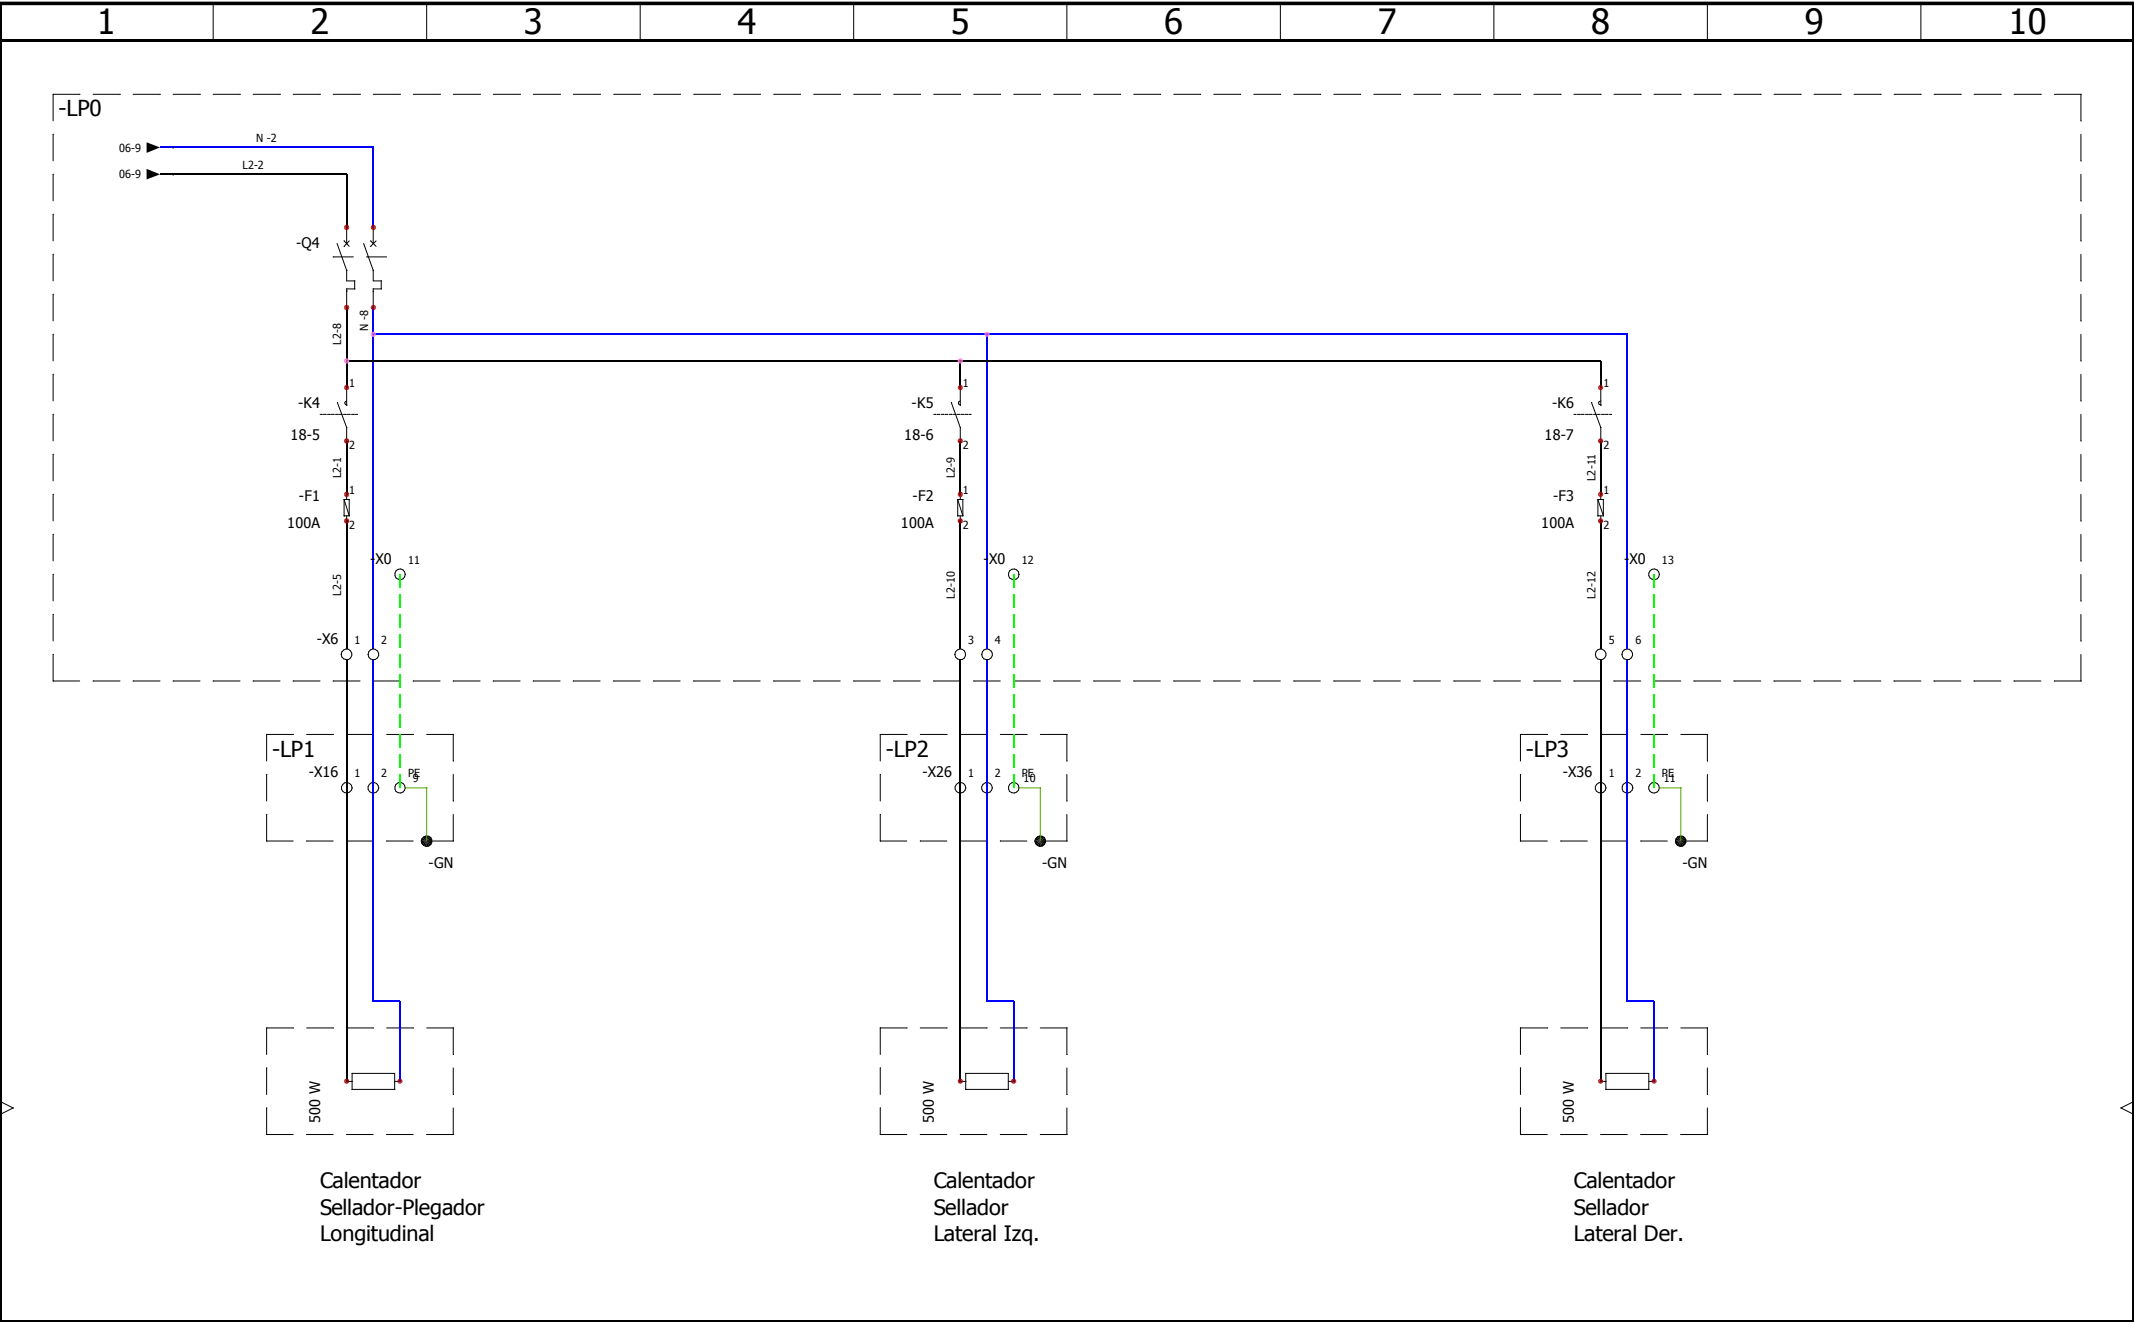 1 2 3 4 5 6 7 8 9 10
-LP0
06-9 N -2
06-9 L2-2
-Q4
L2-8 N -8
1 1 1
-K4 -K5 -K6
18-5 18-6 18-7
2 2 2
L2-1 L2-9 L2-11
1 1 1
-F1 -F2 -F3
100A 2 100A 2 100A 2
-X0 11 -X0 12 -X0 13
L2-5 L2-10 L2-12
-X6 1 2 3 4 5 6
-LP1 -LP2 -LP3
-X16 1 2 PE 9 -X26 1 2 PE 10 -X36 1 2 PE 11
-GN -GN -GN
500 W 500 W 500 W
Calentador
Sellador-Plegador
Longitudinal
Calentador
Sellador
Lateral Izq.
Calentador
Sellador
Lateral Der.